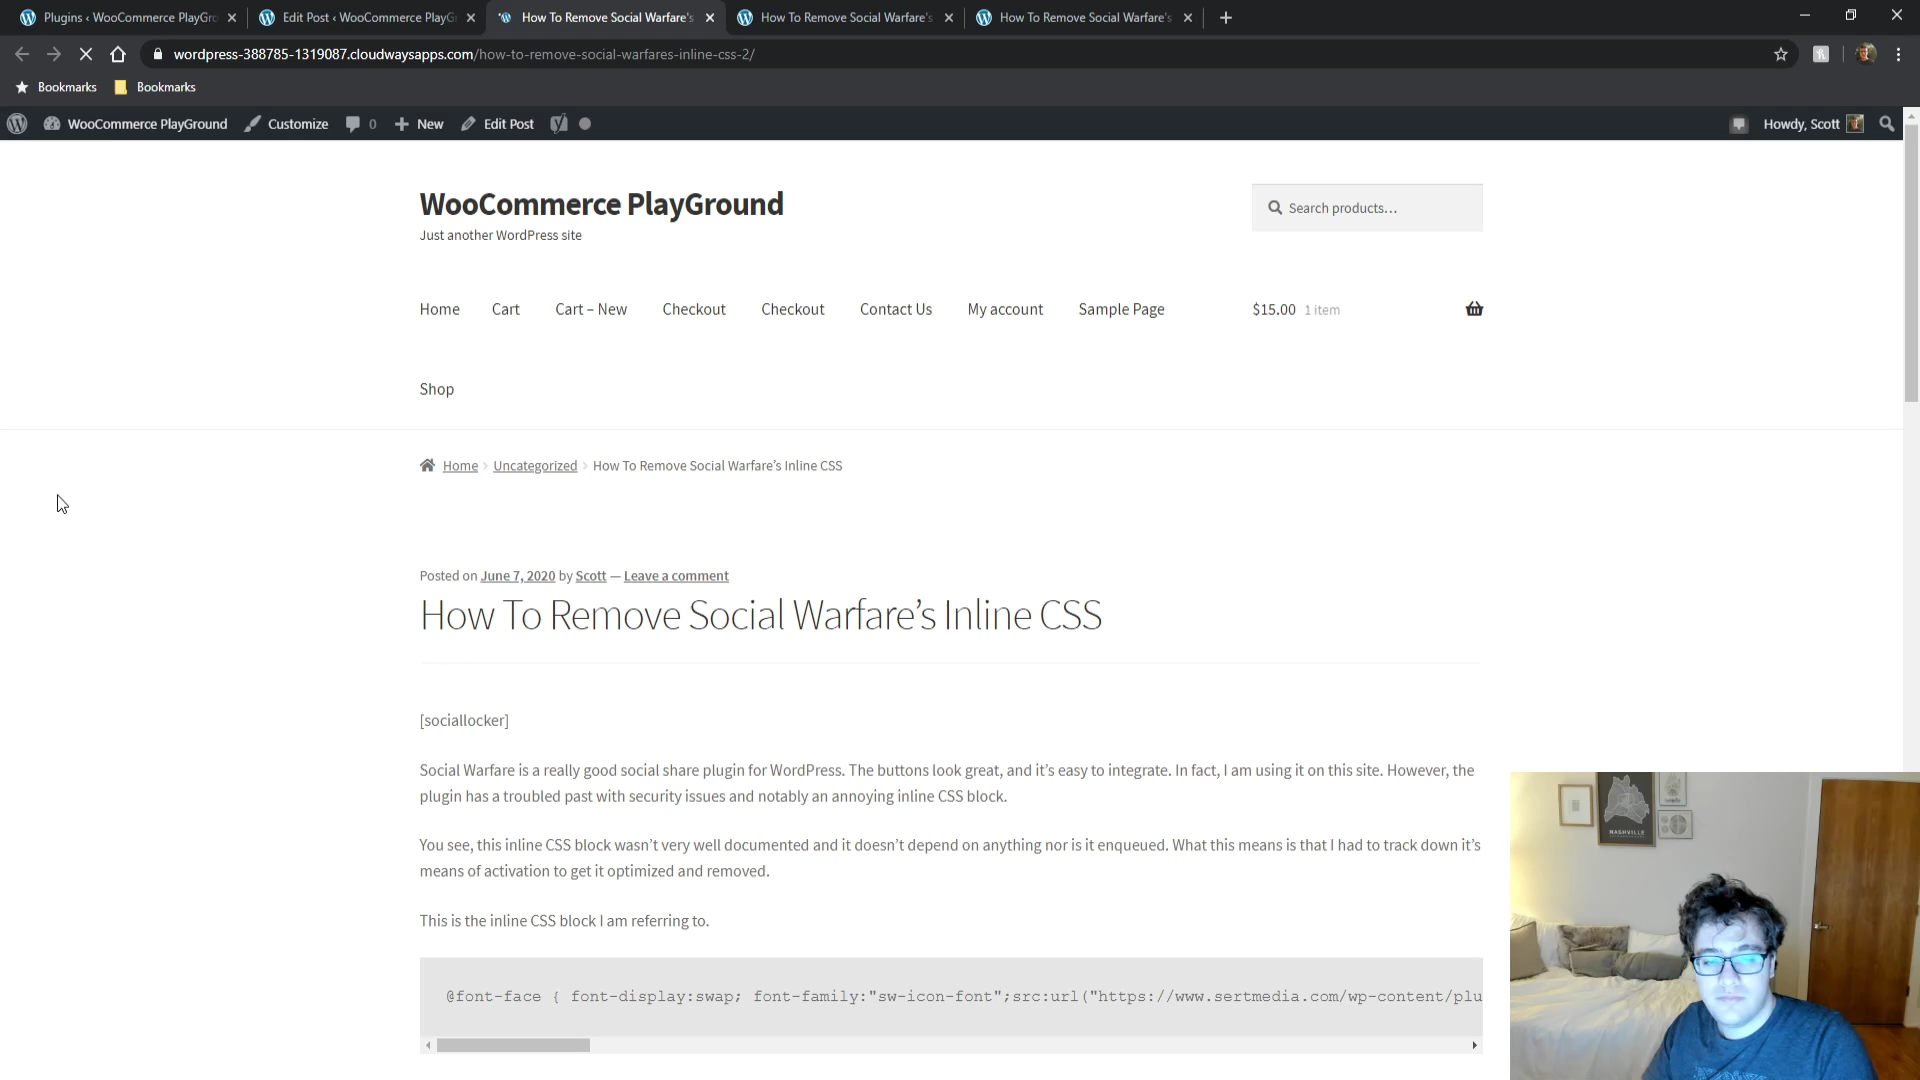 Plugins ‹ WooCommerce PlayGro
Edit Post ‹ WooCommerce PlayG
How To Remove Social Warfare's
How To Remove Social Warfare's
How To Remove Social Warfare's
wordpress-388785-1319087.cloudwaysapps.com/how-to-remove-social-warfares-inline-css-2/
Bookmarks
Bookmarks
WooCommerce PlayGround
Customize
0
New
Edit Post
Howdy, Scott
WooCommerce PlayGround
Just another WordPress site
Search products…
Home
Cart
Cart – New
Checkout
Checkout
Contact Us
My account
Sample Page
$15.00 1 item
Shop
Home › Uncategorized › How To Remove Social Warfare’s Inline CSS
Posted on June 7, 2020 by Scott — Leave a comment
How To Remove Social Warfare’s Inline CSS
[sociallocker]
Social Warfare is a really good social share plugin for WordPress. The buttons look great, and it’s easy to integrate. In fact, I am using it on this site. However, the
plugin has a troubled past with security issues and notably an annoying inline CSS block.
You see, this inline CSS block wasn’t very well documented and it doesn’t depend on anything nor is it enqueued. What this means is that I had to track down it’s
means of activation to get it optimized and removed.
This is the inline CSS block I am referring to.
@font-face { font-display:swap; font-family:"sw-icon-font";src:url("https://www.sertmedia.com/wp-content/plu
NASHVILLE